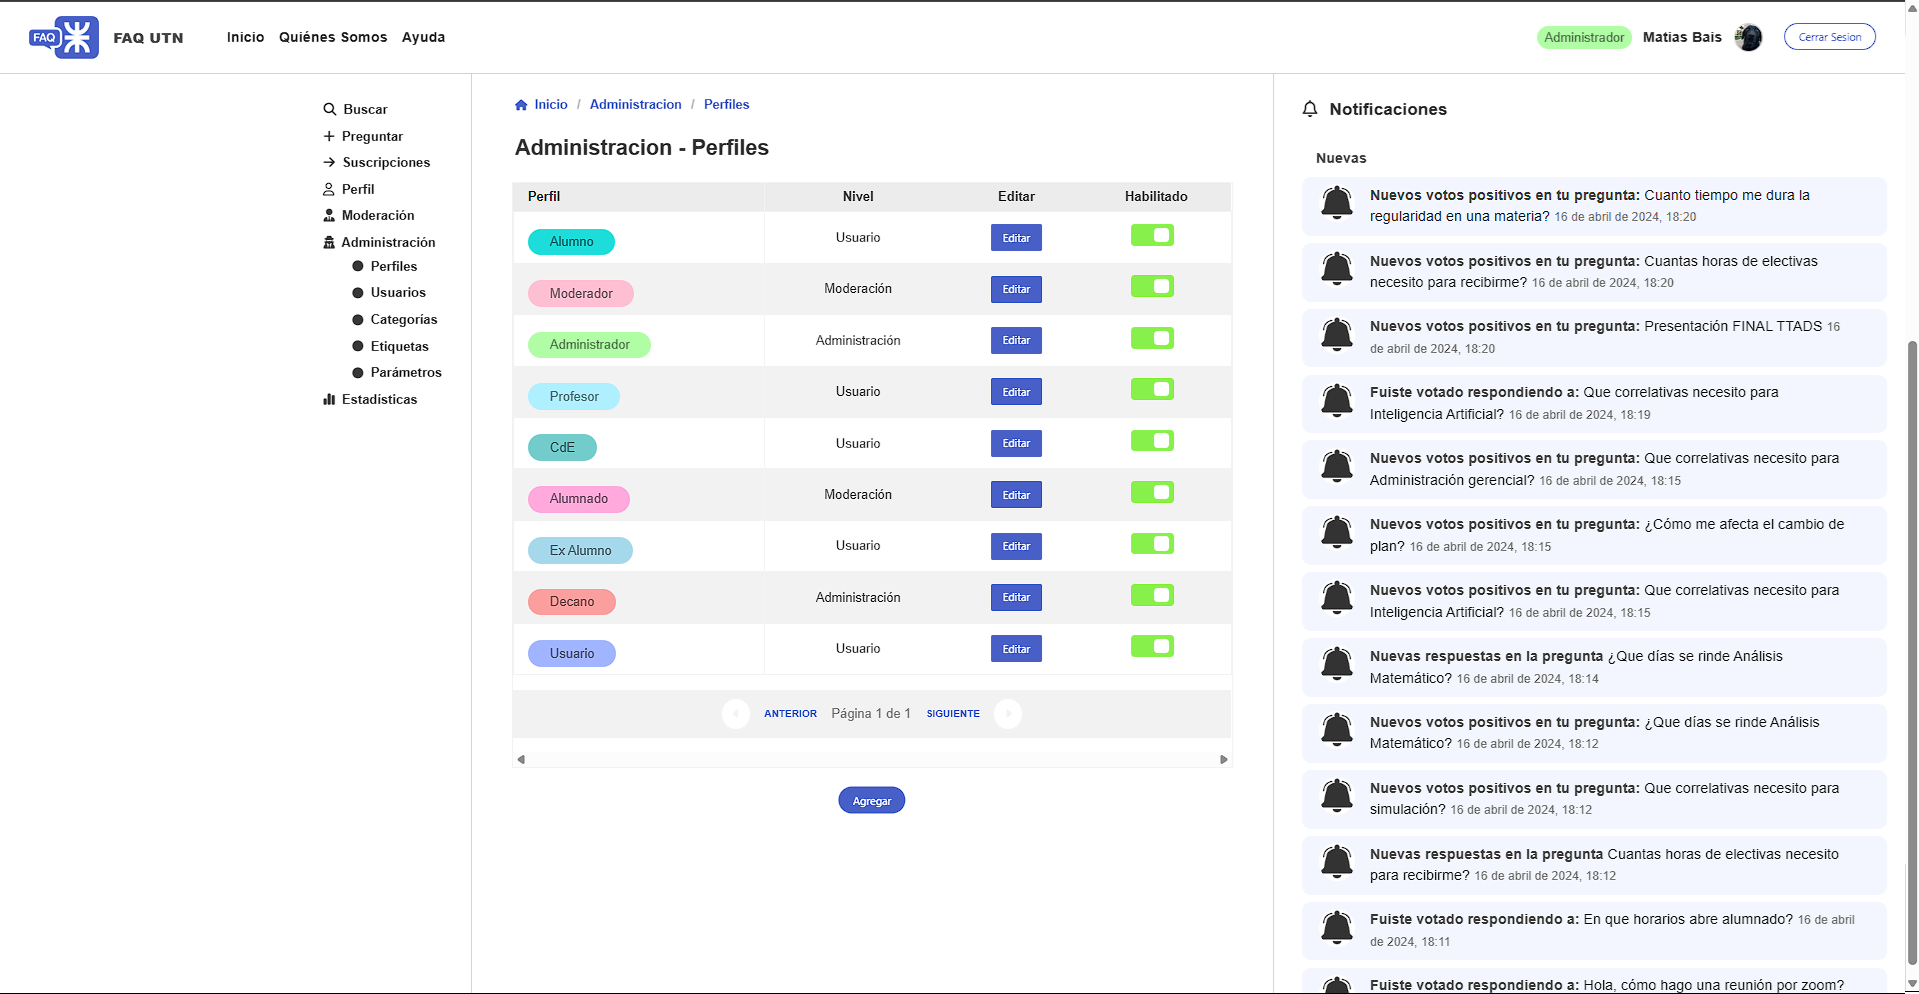 FAQ
FAQ UTN
Inicio
Quiénes Somos
Ayuda
Administrador
Matias Bais
Cerrar Sesion
Buscar
Preguntar
Suscripciones
Perfil
Moderación
Administración
Perfiles
Usuarios
Categorías
Etiquetas
Parámetros
Estadísticas
Inicio / Administracion / Perfiles
Administracion - Perfiles
Perfil Nivel Editar Habilitado
Alumno Usuario Editar
Moderador Moderación Editar
Administrador Administración Editar
Profesor Usuario Editar
CdE Usuario Editar
Alumnado Moderación Editar
Ex Alumno Usuario Editar
Decano Administración Editar
Usuario Usuario Editar
ANTERIOR Página 1 de 1 SIGUIENTE
Agregar
Notificaciones
Nuevas
Nuevos votos positivos en tu pregunta: Cuanto tiempo me dura la
regularidad en una materia? 16 de abril de 2024, 18:20
Nuevos votos positivos en tu pregunta: Cuantas horas de electivas
necesito para recibirme? 16 de abril de 2024, 18:20
Nuevos votos positivos en tu pregunta: Presentación FINAL TTADS 16
de abril de 2024, 18:20
Fuiste votado respondiendo a: Que correlativas necesito para
Inteligencia Artificial? 16 de abril de 2024, 18:19
Nuevos votos positivos en tu pregunta: Que correlativas necesito para
Administración gerencial? 16 de abril de 2024, 18:15
Nuevos votos positivos en tu pregunta: ¿Cómo me afecta el cambio de
plan? 16 de abril de 2024, 18:15
Nuevos votos positivos en tu pregunta: Que correlativas necesito para
Inteligencia Artificial? 16 de abril de 2024, 18:15
Nuevas respuestas en la pregunta ¿Que días se rinde Análisis
Matemático? 16 de abril de 2024, 18:14
Nuevos votos positivos en tu pregunta: ¿Que días se rinde Análisis
Matemático? 16 de abril de 2024, 18:12
Nuevos votos positivos en tu pregunta: Que correlativas necesito para
simulación? 16 de abril de 2024, 18:12
Nuevas respuestas en la pregunta Cuantas horas de electivas necesito
para recibirme? 16 de abril de 2024, 18:12
Fuiste votado respondiendo a: En que horarios abre alumnado? 16 de abril
de 2024, 18:11
Fuiste votado respondiendo a: Hola, cómo hago una reunión por zoom?